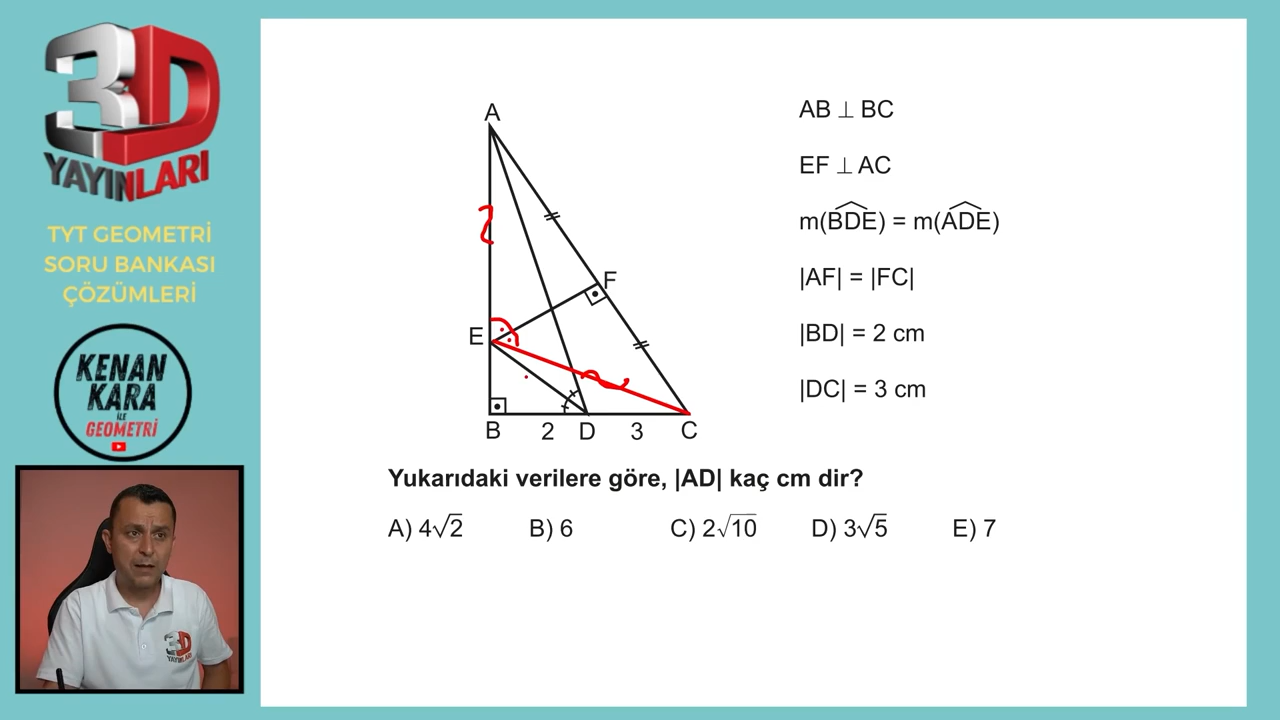 3D
YAYINLARI
TYT GEOMETRİ
SORU BANKASI
ÇÖZÜMLERİ
KENAN
KARA
İLE
GEOMETRİ
3D
YAYINLARI
A
F
E
B 2 D 3 C
AB ⊥ BC
EF ⊥ AC
m(BDE) = m(ADE)
|AF| = |FC|
|BD| = 2 cm
|DC| = 3 cm
Yukarıdaki verilere göre, |AD| kaç cm dir?
A) 4√2 B) 6 C) 2√10 D) 3√5 E) 7